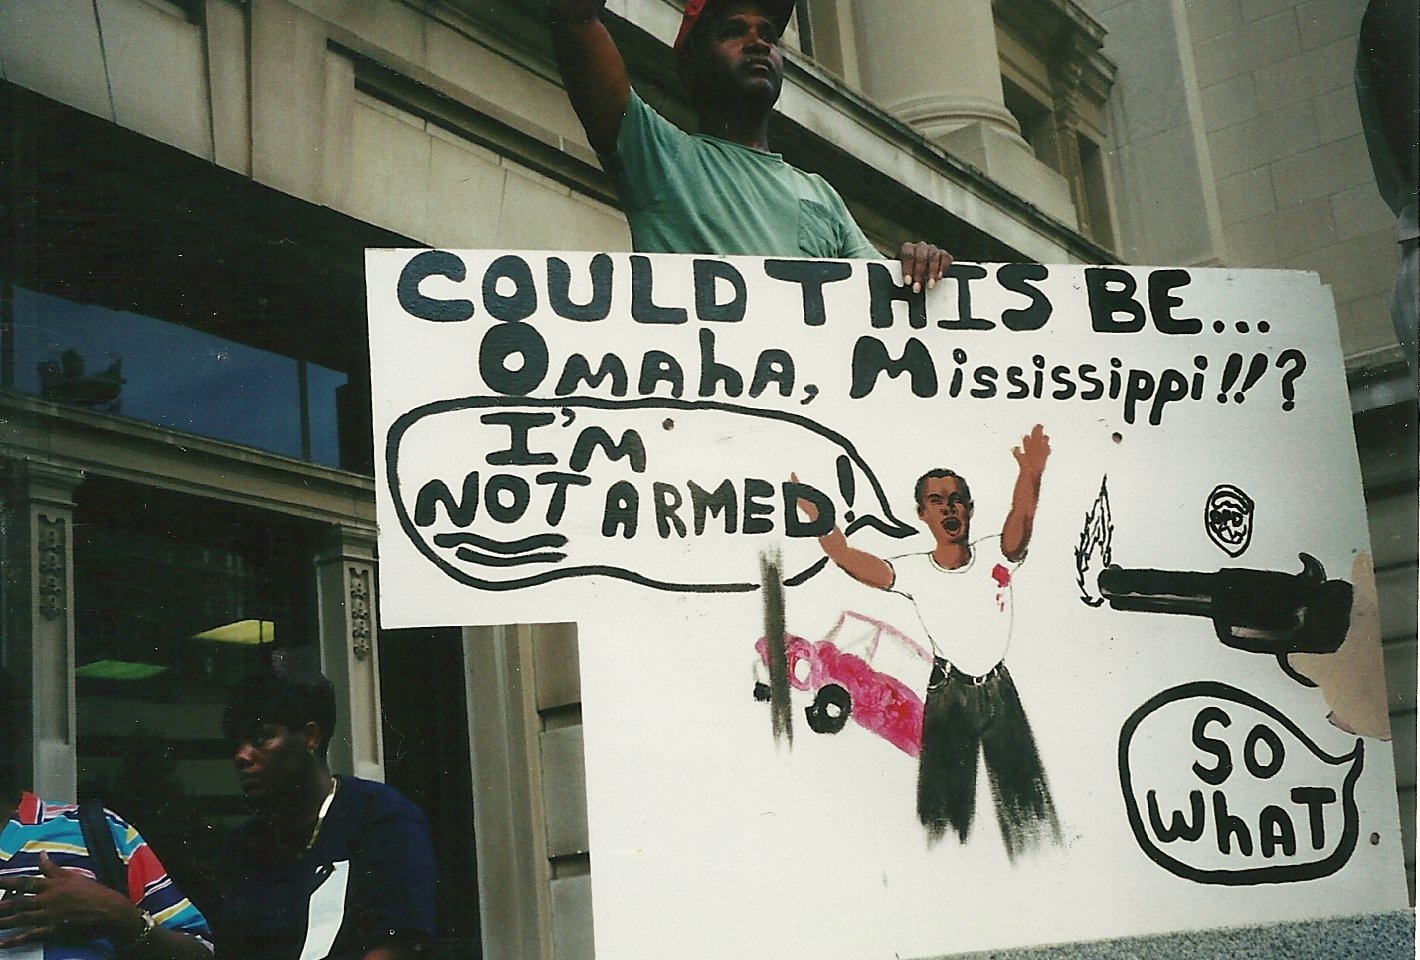 COULD THIS BE...
Omaha, Mississippi!!?
I'M
NOT ARMED!
SO
WhAT